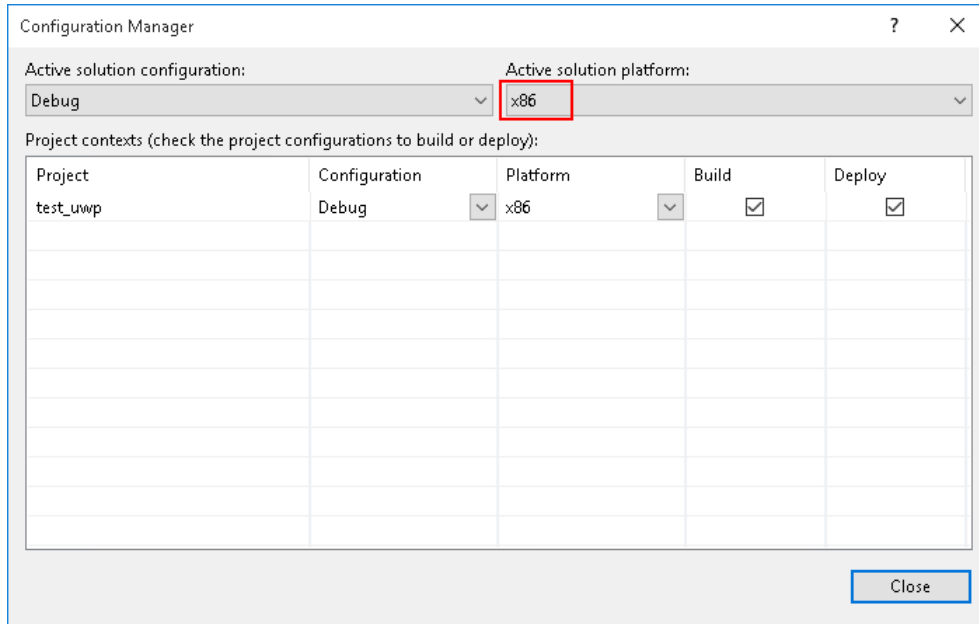 Configuration Manager ?
Active solution configuration: Active solution platform:
Debug x86
Project contexts (check the project configurations to build or deploy):
Project Configuration Platform Build Deploy
test_uwp Debug x86
Close